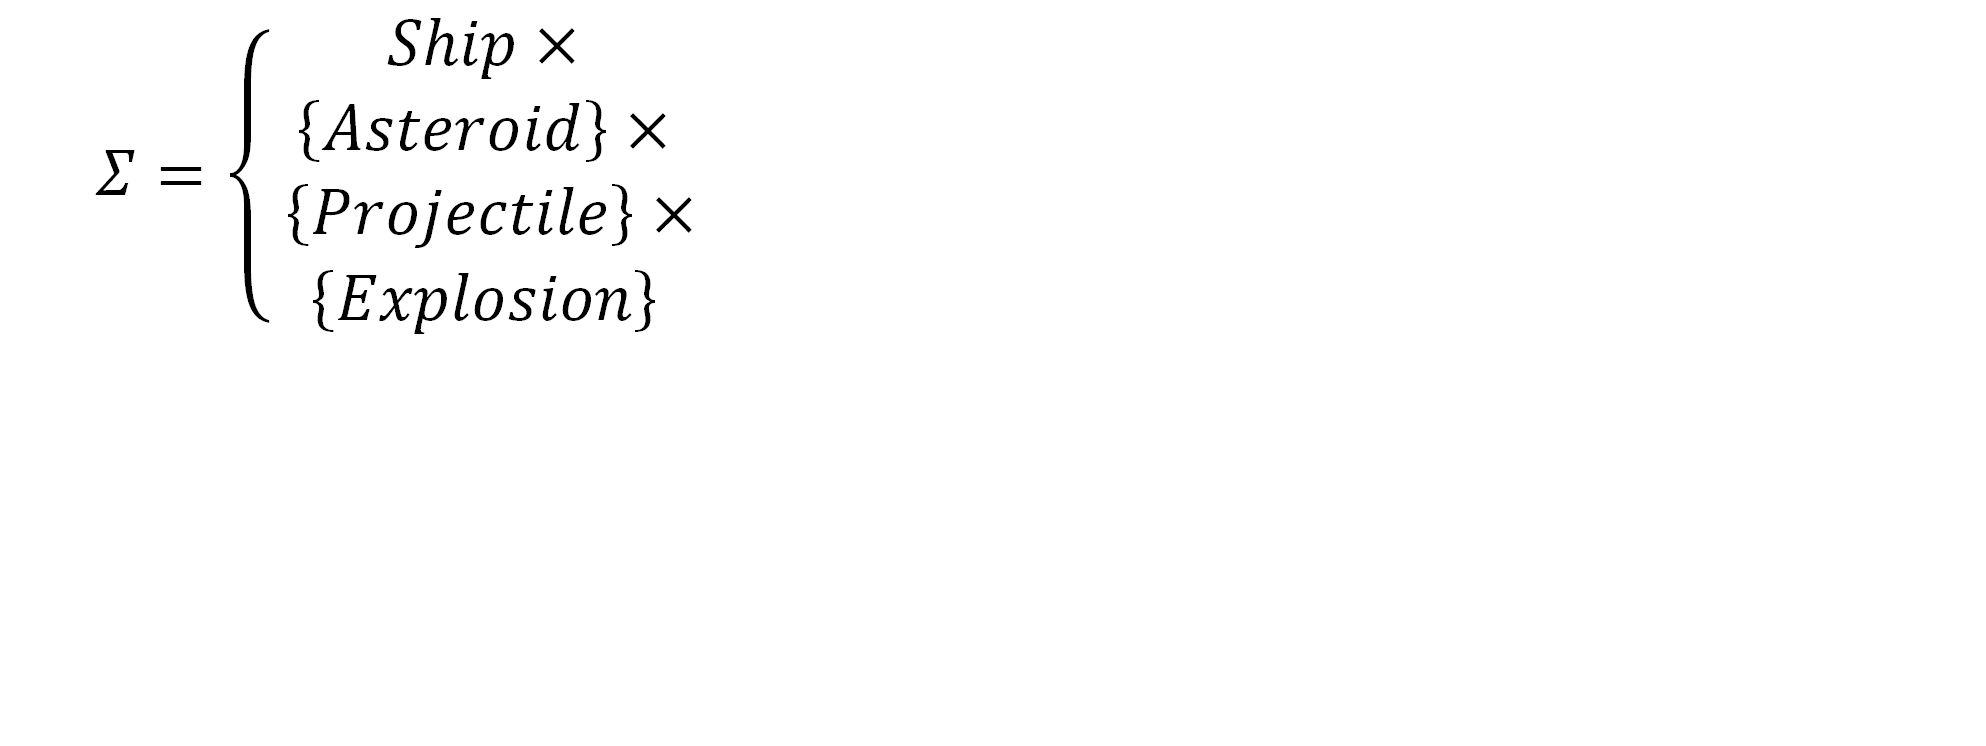 Σ =
Ship ×
{Asteroid} ×
{Projectile} ×
{Explosion}